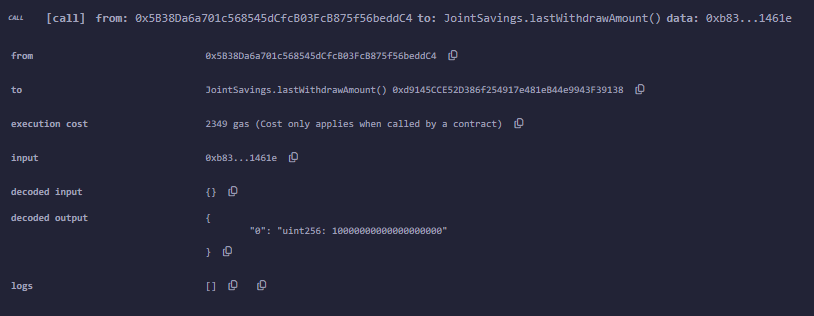 CALL [call] from: 0x5B38Da6a701c568545dCfcB03FcB875f56beddC4 to: JointSavings.lastWithdrawAmount() data: 0xb83...1461e
from 0x5B38Da6a701c568545dCfcB03FcB875f56beddC4
to JointSavings.lastWithdrawAmount() 0xd9145CCE52D386f254917e481eB44e9943F39138
execution cost 2349 gas (Cost only applies when called by a contract)
input 0xb83...1461e
decoded input {}
decoded output {
"0": "uint256: 10000000000000000000"
}
logs []